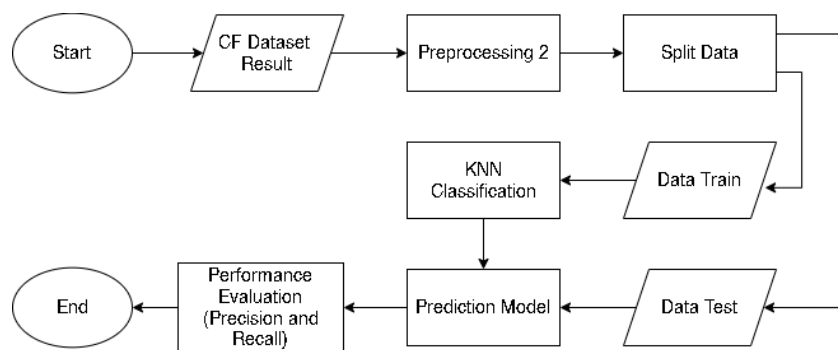 Start
CF Dataset
Result
Preprocessing 2
Split Data
KNN
Classification
Data Train
End
Performance
Evaluation
(Precision and
Recall)
Prediction Model
Data Test